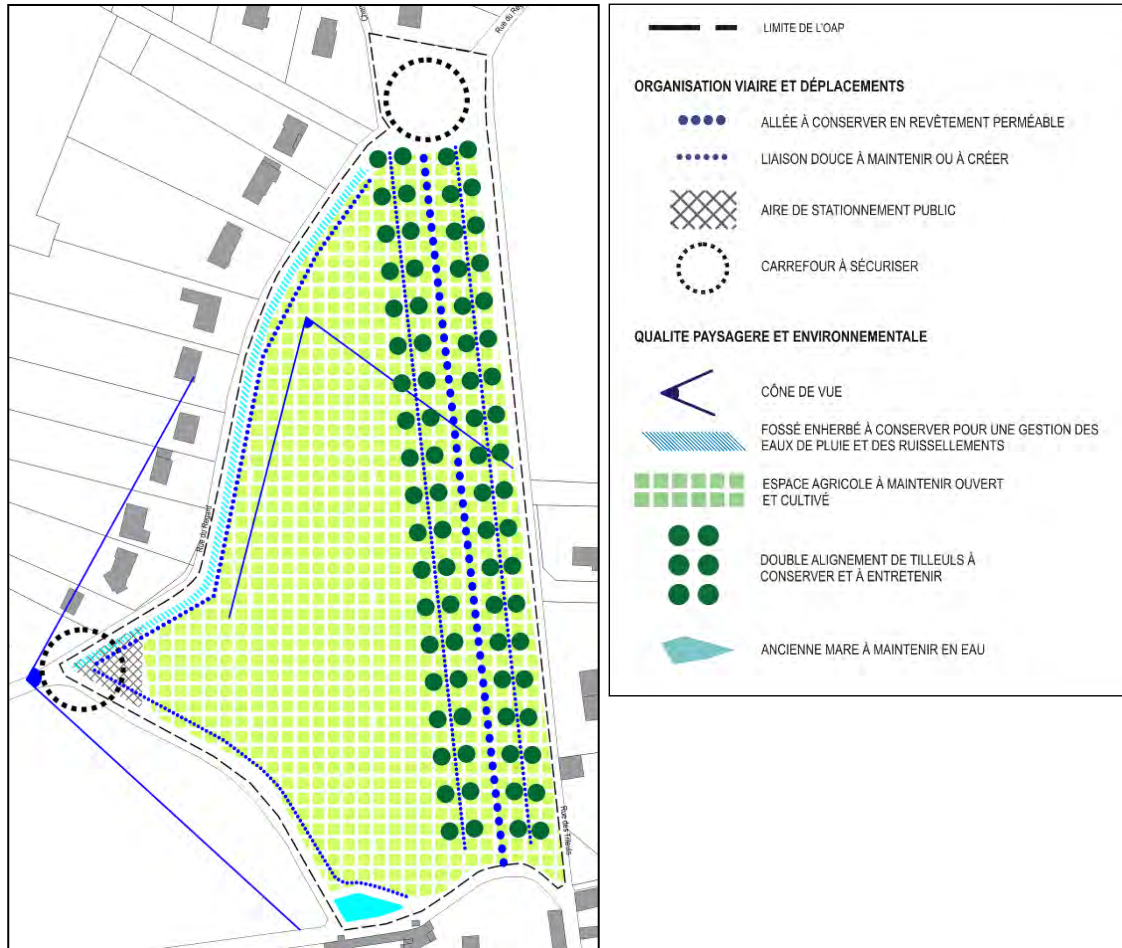 Rue du Regard
Rue du Regard
Rue des Tilleuls
LIMITE DE L'OAP
ORGANISATION VIAIRE ET DÉPLACEMENTS
ALLÉE À CONSERVER EN REVÊTEMENT PERMÉABLE
LIAISON DOUCE À MAINTENIR OU À CRÉER
AIRE DE STATIONNEMENT PUBLIC
CARREFOUR À SÉCURISER
QUALITE PAYSAGERE ET ENVIRONNEMENTALE
CÔNE DE VUE
FOSSÉ ENHERBÉ À CONSERVER POUR UNE GESTION DES
EAUX DE PLUIE ET DES RUISSELLEMENTS
ESPACE AGRICOLE À MAINTENIR OUVERT
ET CULTIVÉ
DOUBLE ALIGNEMENT DE TILLEULS À
CONSERVER ET À ENTRETENIR
ANCIENNE MARE À MAINTENIR EN EAU